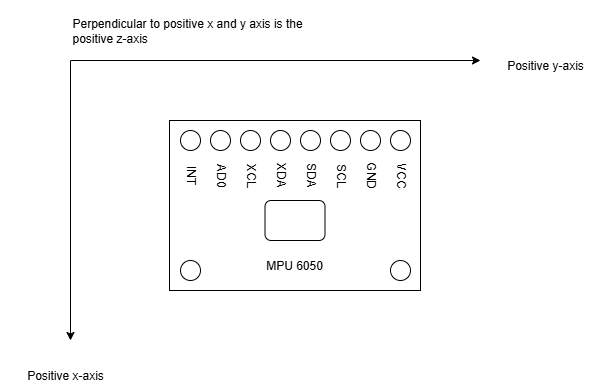 Perpendicular to positive x and y axis is the
positive z-axis
Positive y-axis
INT AD0 XCL XDA SDA SCL GND VCC
MPU 6050
Positive x-axis